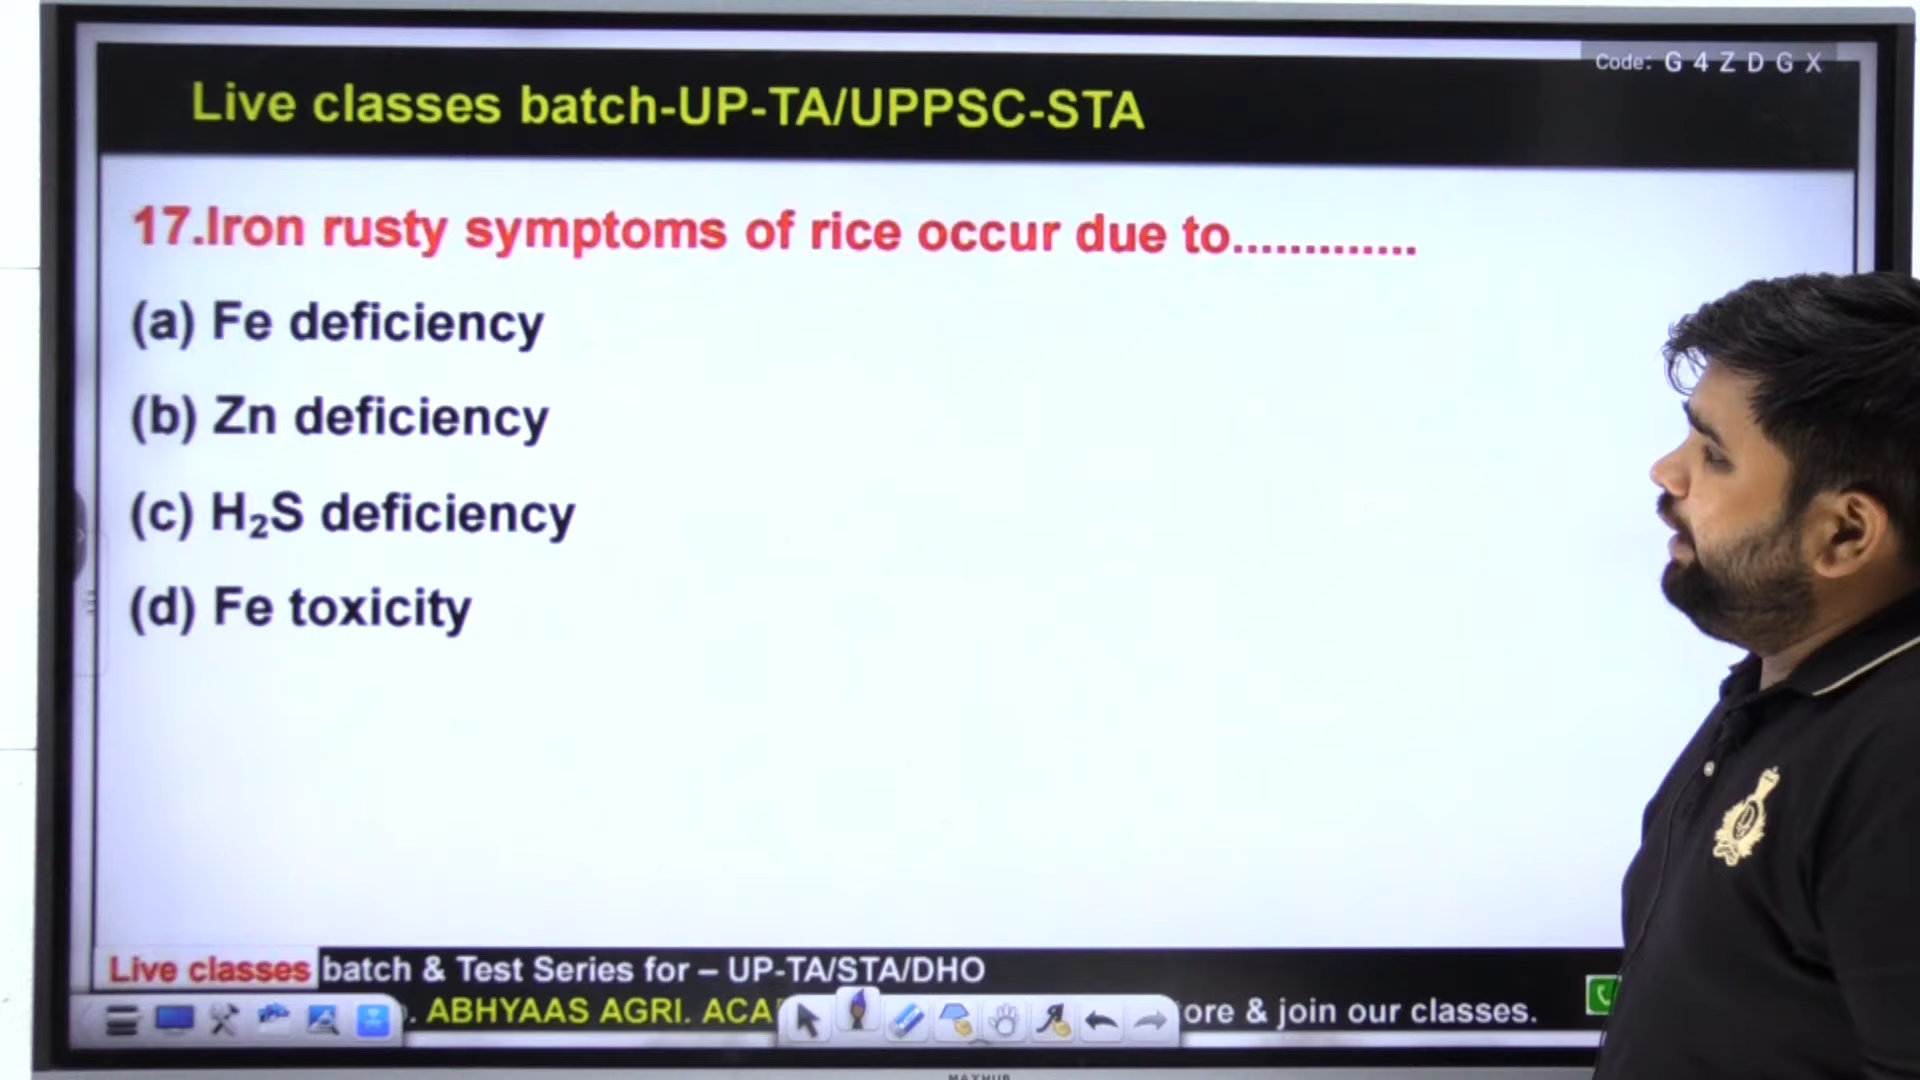 Code: G 4 Z D G X
Live classes batch-UP-TA/UPPSC-STA
17.Iron rusty symptoms of rice occur due to.............
(a) Fe deficiency
(b) Zn deficiency
(c) H₂S deficiency
(d) Fe toxicity
Live classes batch & Test Series for – UP-TA/STA/DHO
. ABHYAAS AGRI. & join our classes.
MAXHUB